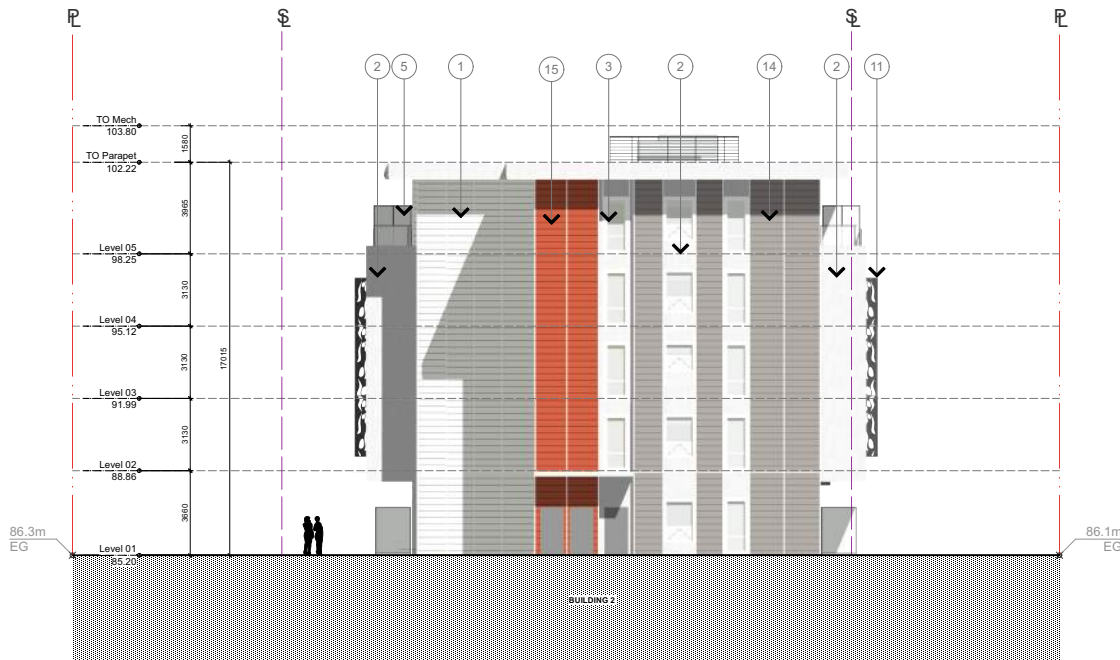 PL SL SL PL
2 5 1 15 3 2 14 2 11
TO Mech
103.80
1580
TO Parapet
102.22
3965
Level 05
98.25
3130
Level 04
95.12
3130
17015
Level 03
91.99
3130
Level 02
88.86
3660
86.3m
EG
86.1m
EG
Level 01
85.20
BUILDING 2